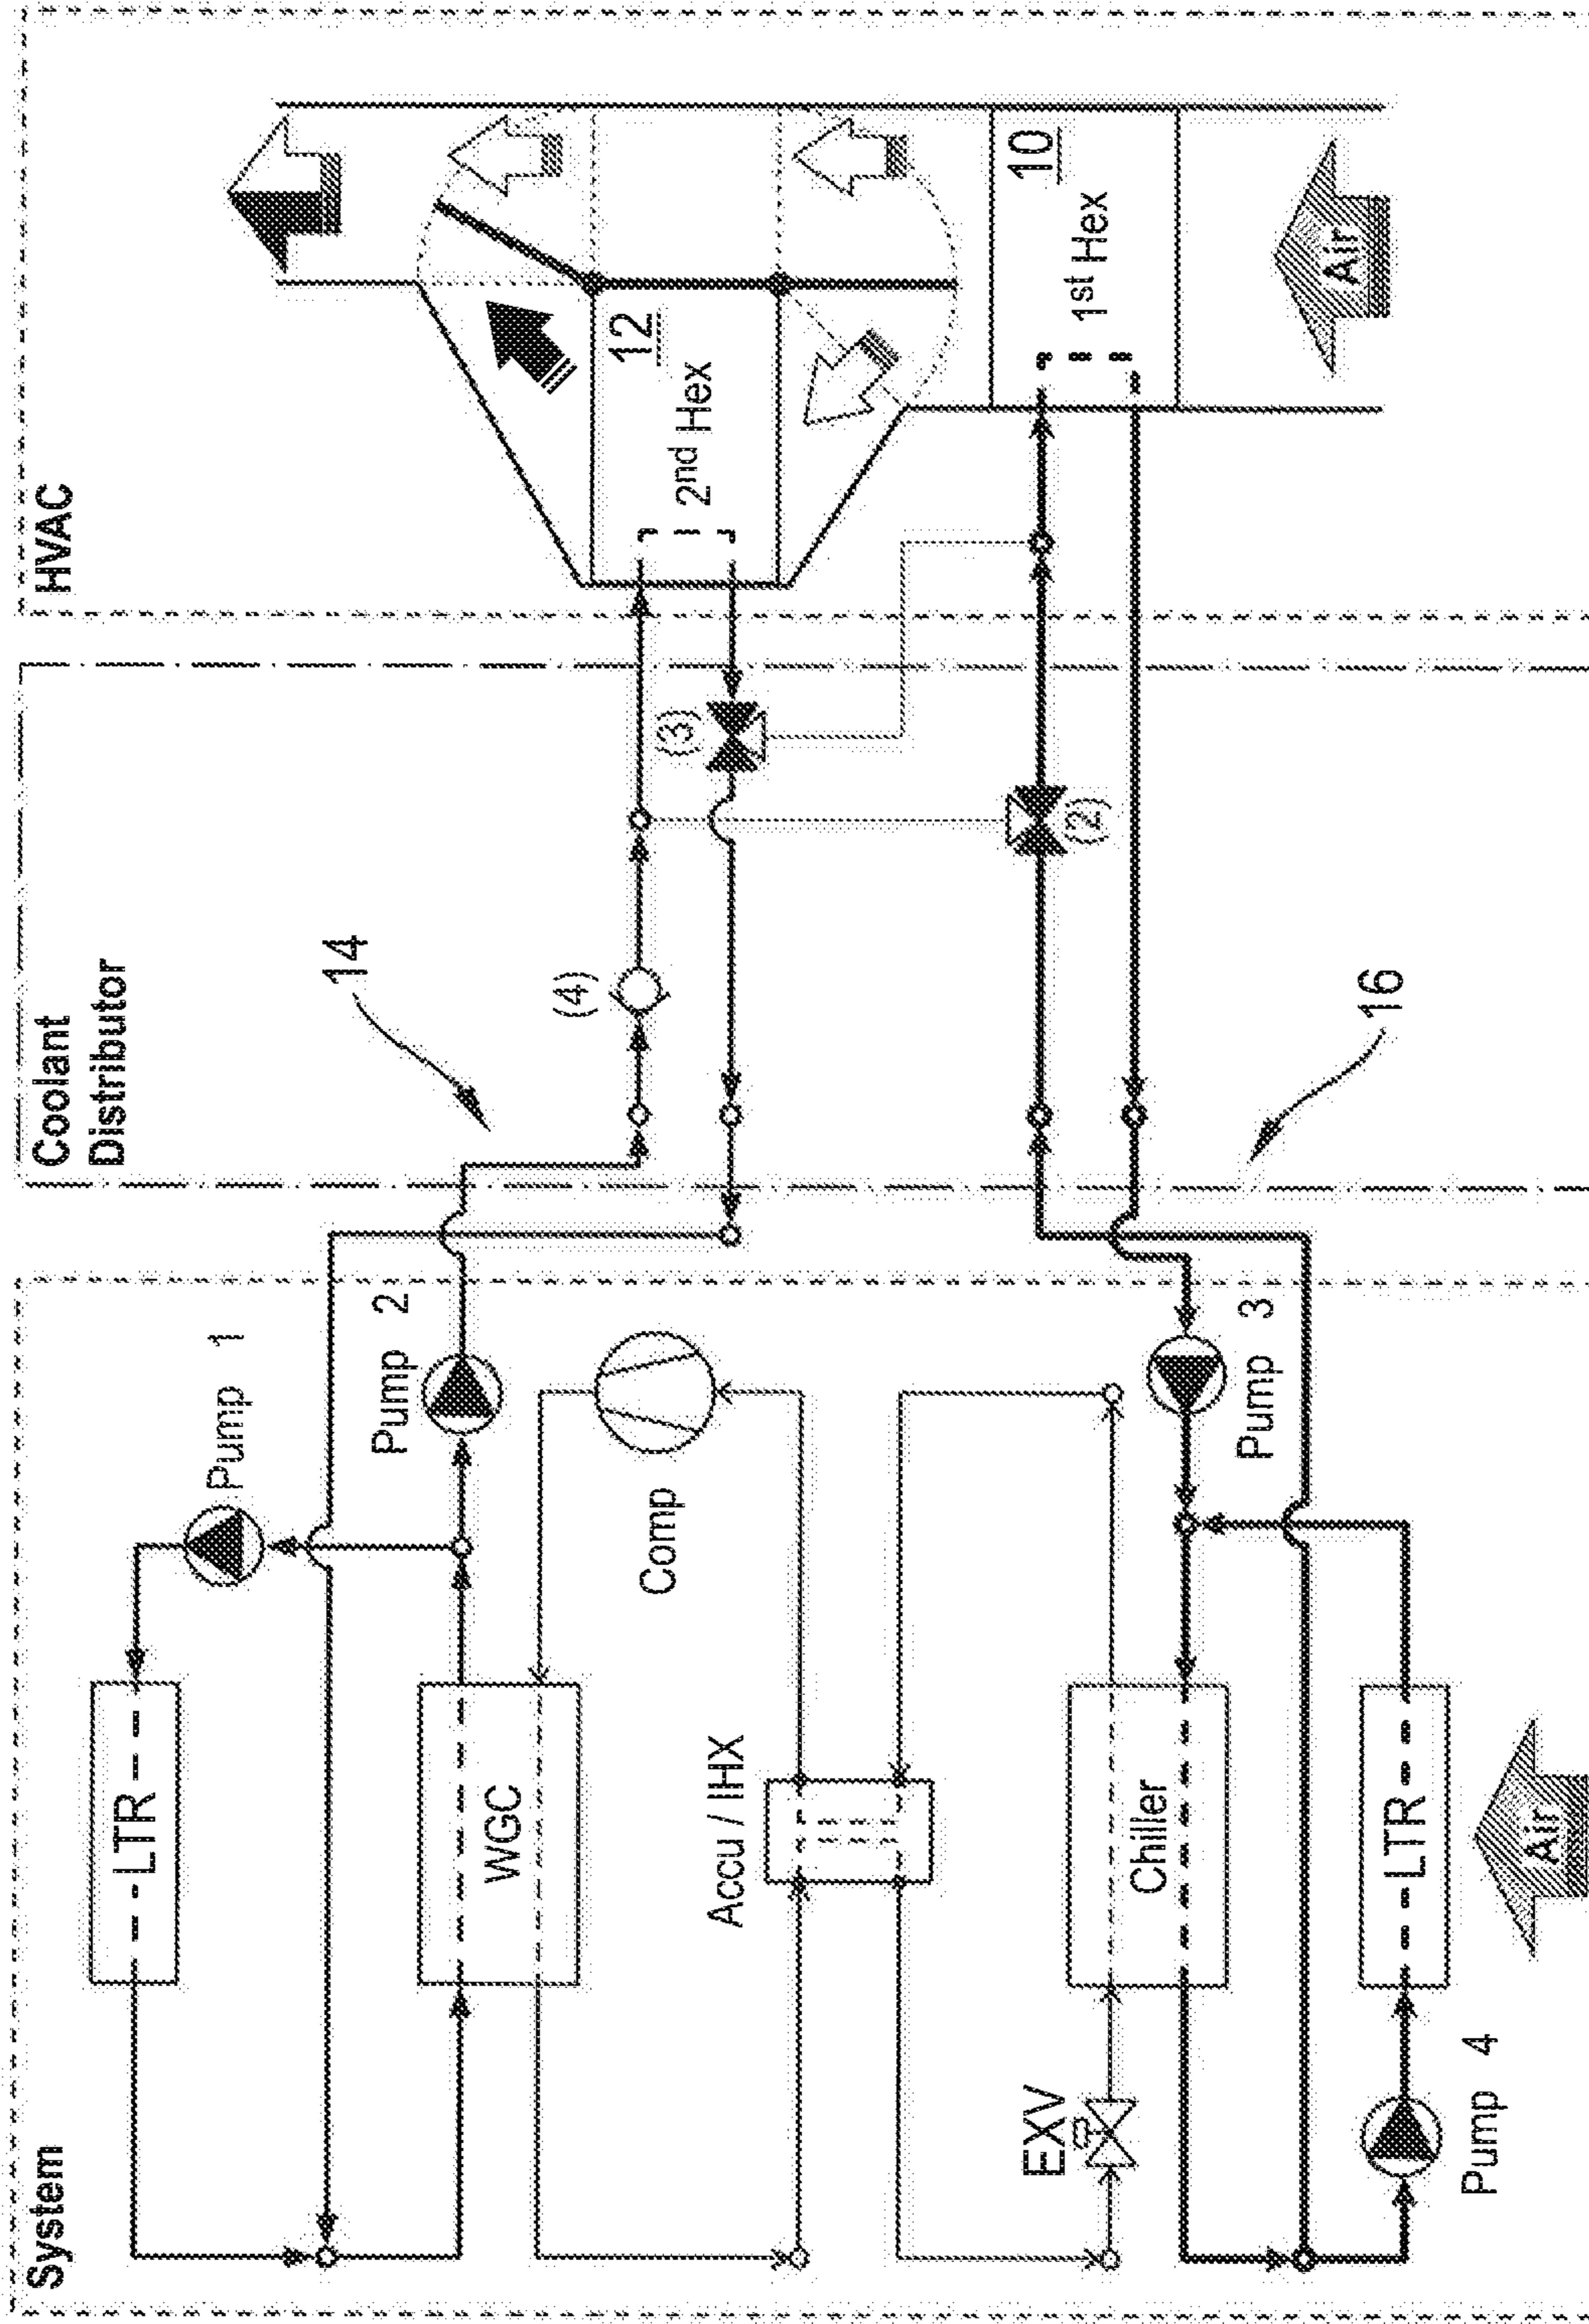 System
LTR
Pump 1
Pump 2
WGC
Comp
Accu / IHX
EXV
Chiller
Pump 3
LTR
Pump 4
Air
Coolant
Distributor
14
(4)
(3)
(2)
16
HVAC
12
2nd Hex
10
1st Hex
Air